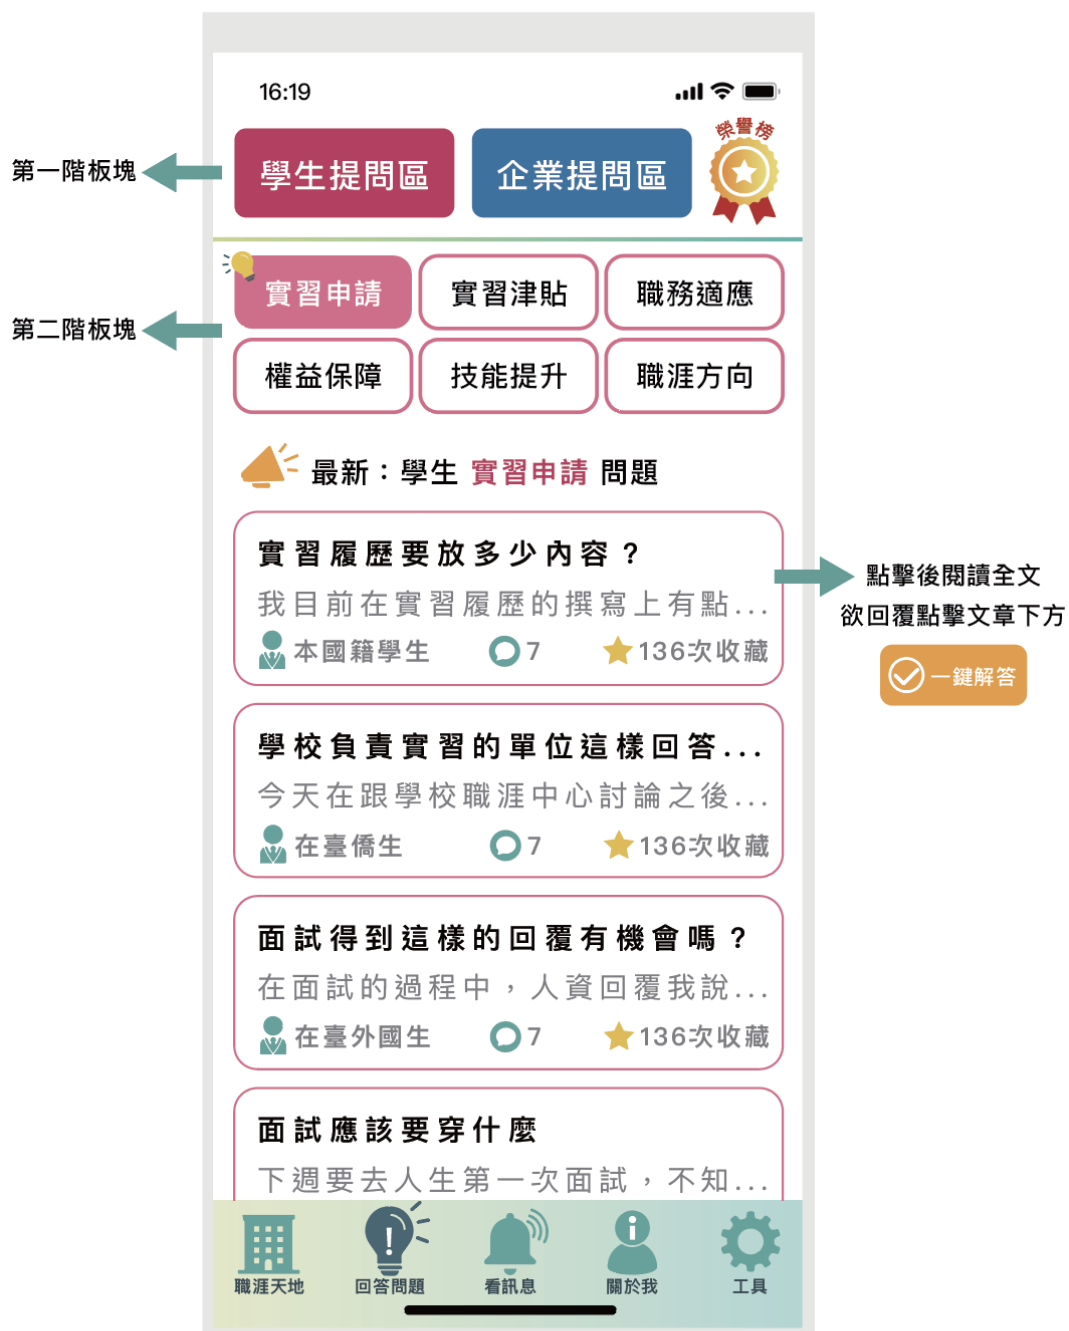 16:19
第一階板塊
學生提問區
企業提問區
榮譽榜
第二階板塊
實習申請
實習津貼
職務適應
權益保障
技能提升
職涯方向
最新：學生 實習申請 問題
實習履歷要放多少內容？
我目前在實習履歷的撰寫上有點...
本國籍學生
7
136次收藏
點擊後閱讀全文
欲回覆點擊文章下方
一鍵解答
學校負責實習的單位這樣回答...
今天在跟學校職涯中心討論之後...
在臺僑生
7
136次收藏
面試得到這樣的回覆有機會嗎？
在面試的過程中，人資回覆我說...
在臺外國生
7
136次收藏
面試應該要穿什麼
下週要去人生第一次面試，不知...
職涯天地
回答問題
看訊息
關於我
工具